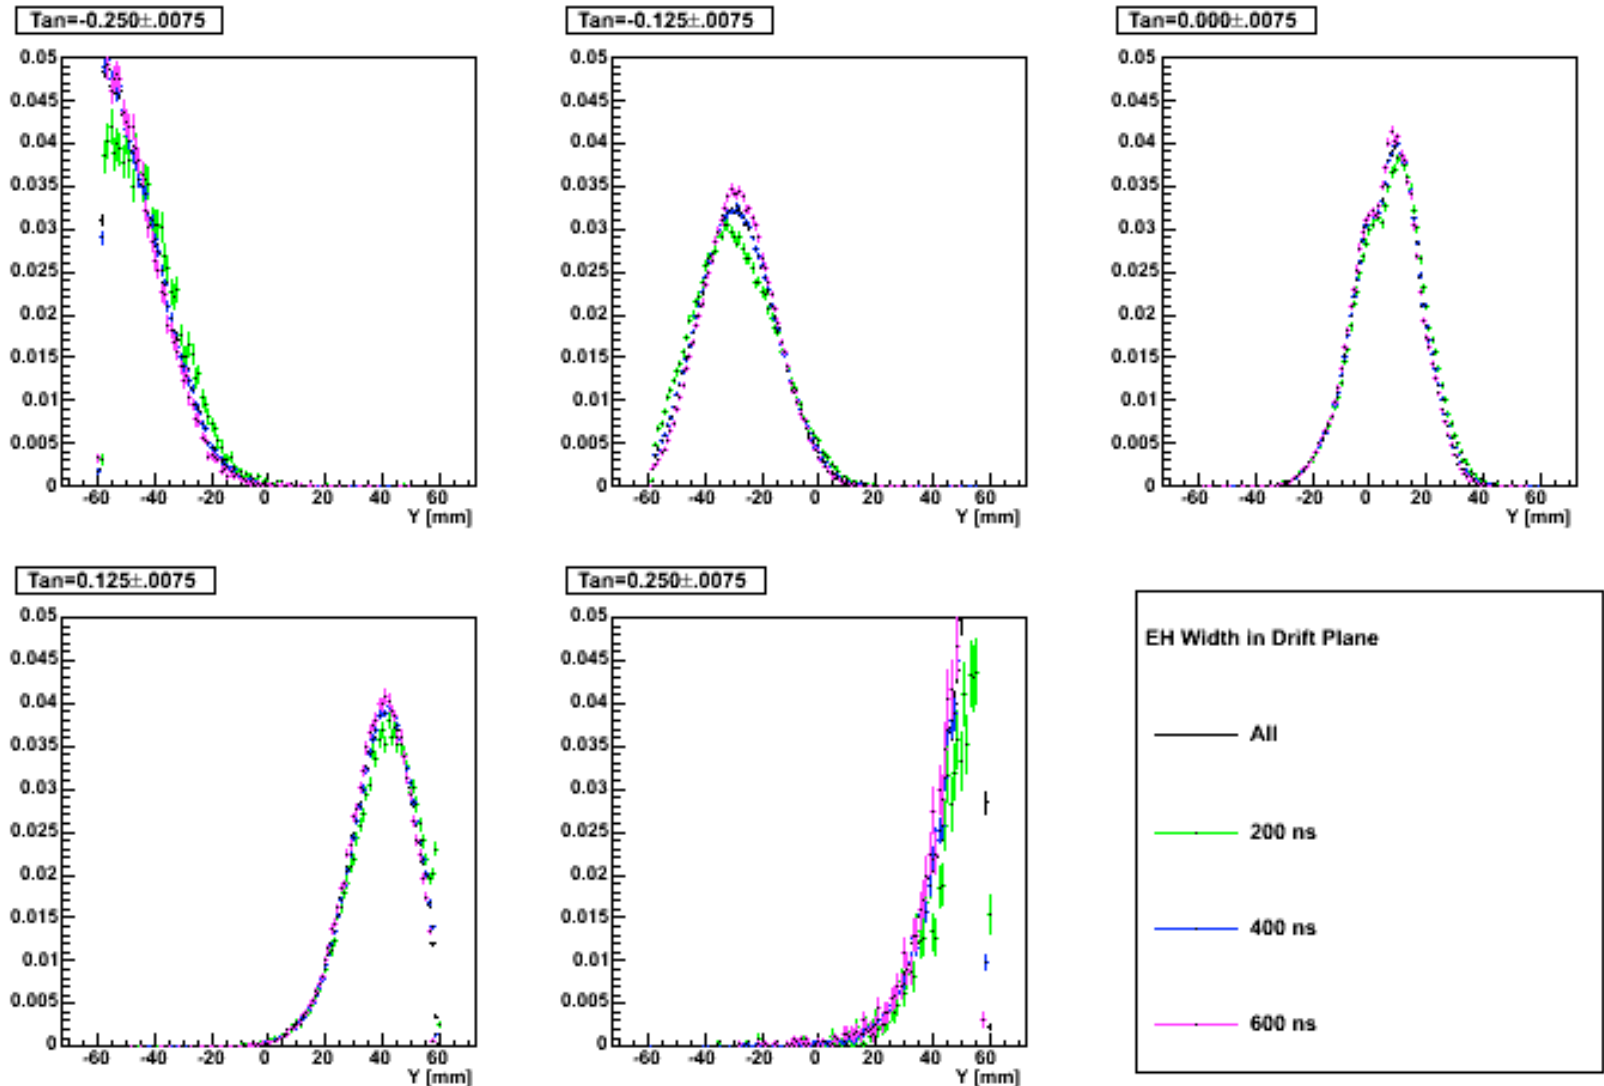 Tan=-0.250±.0075
0.05
0.045
0.04
0.035
0.03
0.025
0.02
0.015
0.01
0.005
0
-60 -40 -20 0 20 40 60
Y [mm]
Tan=-0.125±.0075
0.05
0.045
0.04
0.035
0.03
0.025
0.02
0.015
0.01
0.005
0
-60 -40 -20 0 20 40 60
Y [mm]
Tan=0.000±.0075
0.05
0.045
0.04
0.035
0.03
0.025
0.02
0.015
0.01
0.005
0
-60 -40 -20 0 20 40 60
Y [mm]
Tan=0.125±.0075
0.05
0.045
0.04
0.035
0.03
0.025
0.02
0.015
0.01
0.005
0
-60 -40 -20 0 20 40 60
Y [mm]
Tan=0.250±.0075
0.05
0.045
0.04
0.035
0.03
0.025
0.02
0.015
0.01
0.005
0
-60 -40 -20 0 20 40 60
Y [mm]
EH Width in Drift Plane
All
200 ns
400 ns
600 ns